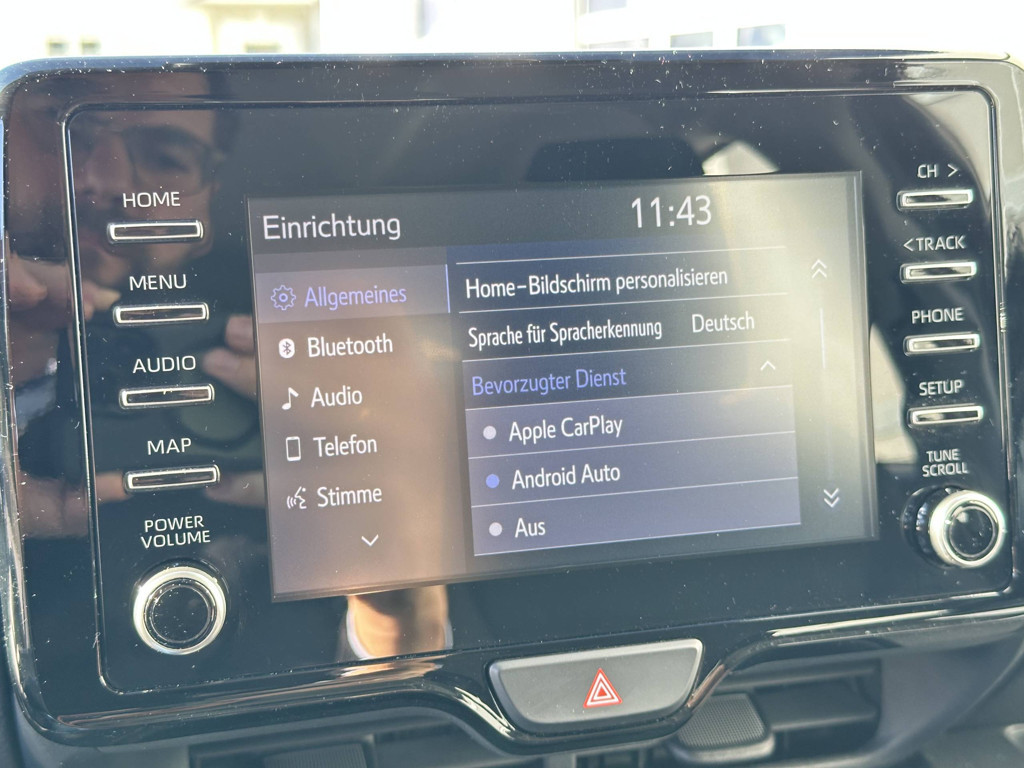 HOME
MENU
AUDIO
MAP
POWER
VOLUME
Einrichtung
11:43
Allgemeines
Bluetooth
Audio
Telefon
Stimme
Home-Bildschirm personalisieren
Sprache für Spracherkennung Deutsch
Bevorzugter Dienst
Apple CarPlay
Android Auto
Aus
CH >
< TRACK
PHONE
SETUP
TUNE
SCROLL